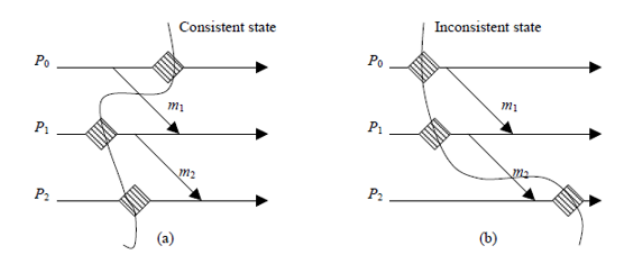 Consistent state
P0
m1
P1
m2
P2
(a)
Inconsistent state
P0
m1
P1
m2
P2
(b)